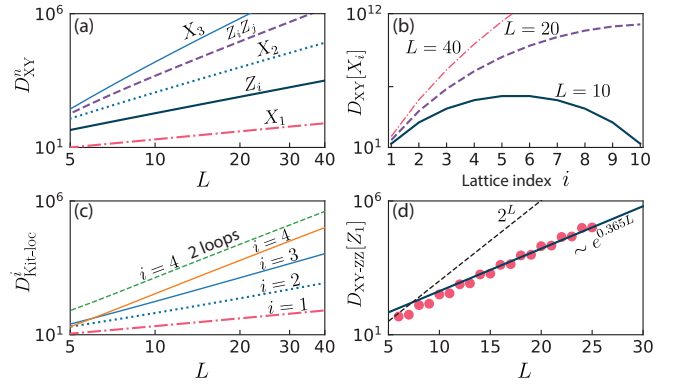 (a)
10^12
D^n_XY
X_3
Z_iZ_j
X_2
Z_i
X_1
10^1
5
10
20
30
40
L
(b)
10^12
D_XY[X_i]
L = 40
L = 20
L = 10
10^1
1
2
3
4
5
6
7
8
9
10
Lattice index i
(c)
10^6
D^i_Kit-loc
i = 4 2 loops
i = 4
i = 3
i = 2
i = 1
10^1
5
10
20
30
40
L
(d)
10^6
D_XY-ZZ[Z_1]
2^L
∼ e^0.365L
10^1
5
10
15
20
25
30
L